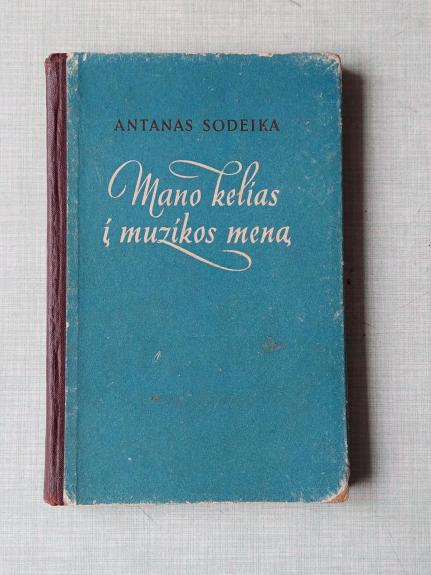 ANTANAS SODEIKA
Mano kelias
į muzikos meną